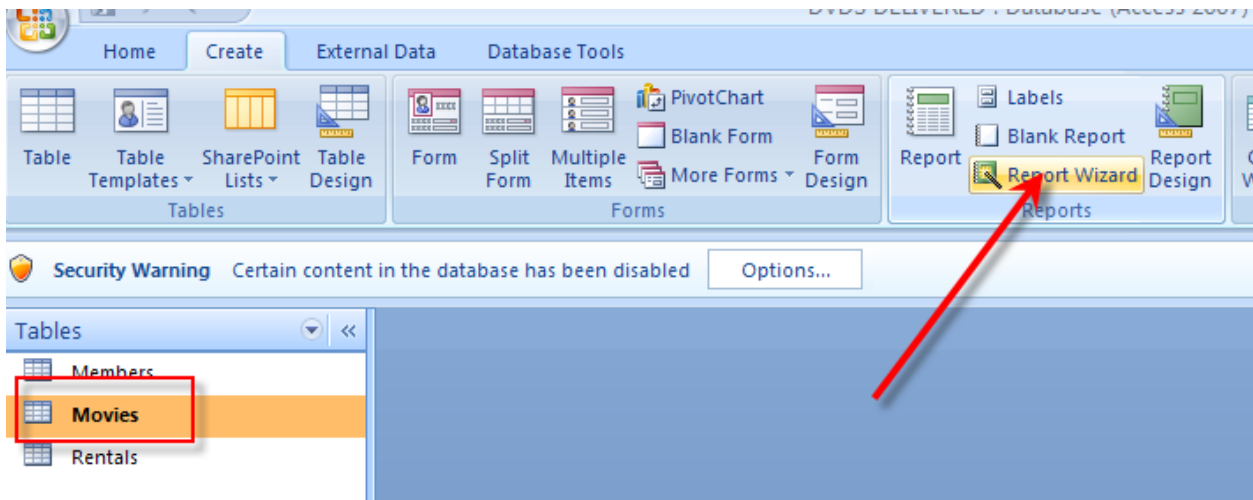 DVDS DELIVERED : Database (Access 2007)
Home Create External Data Database Tools
Table
Table Templates
SharePoint Lists
Table Design
Tables
Form
Split Form
Multiple Items
PivotChart
Blank Form
More Forms
Form Design
Forms
Report
Labels
Blank Report
Report Wizard
Report Design
Reports
Security Warning Certain content in the database has been disabled Options...
Tables
Members
Movies
Rentals